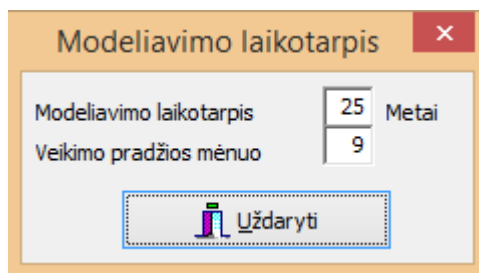 Modeliavimo laikotarpis
Modeliavimo laikotarpis 25 Metai
Veikimo pradžios mėnuo 9
Uždaryti